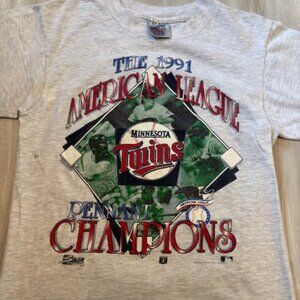 THE 1991
AMERICAN LEAGUE
MINNESOTA
Twins
PENNANT
CHAMPIONS